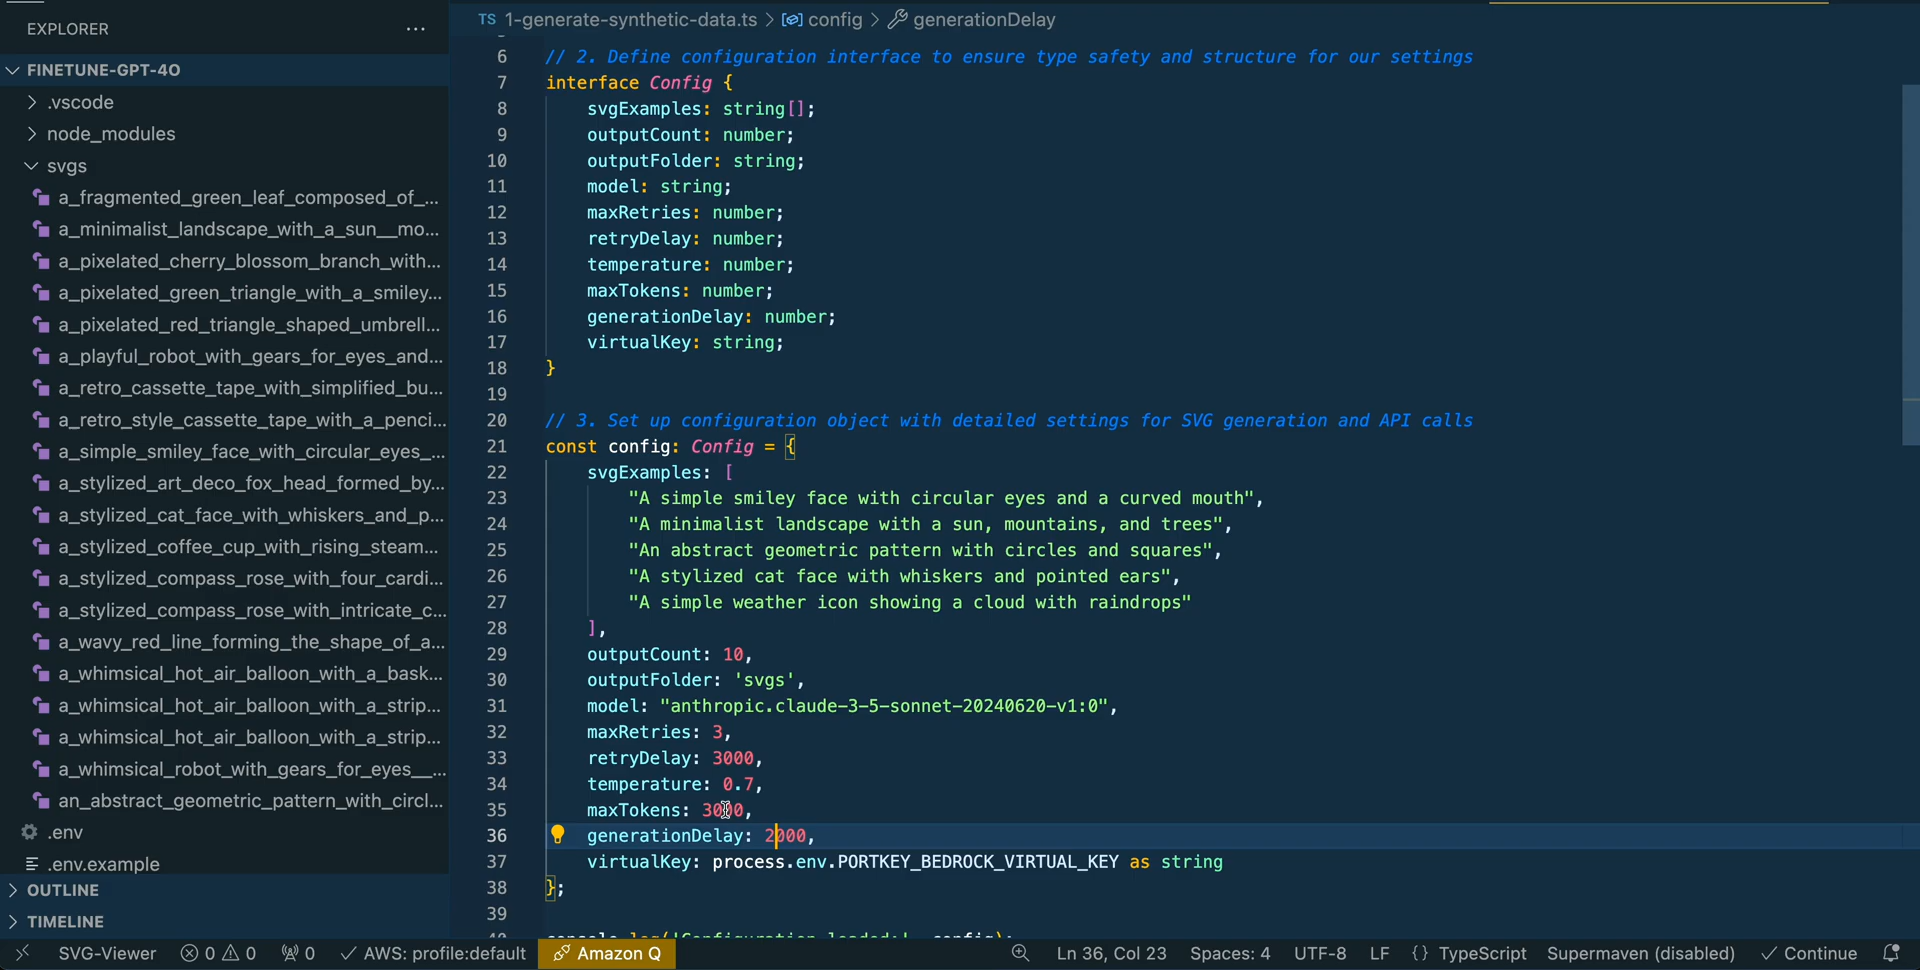 EXPLORER
FINETUNE-GPT-4O
.vscode
node_modules
svgs
a_fragmented_green_leaf_composed_of_...
a_minimalist_landscape_with_a_sun__mo...
a_pixelated_cherry_blossom_branch_with...
a_pixelated_green_triangle_with_a_smiley...
a_pixelated_red_triangle_shaped_umbrell...
a_playful_robot_with_gears_for_eyes_and...
a_retro_cassette_tape_with_simplified_bu...
a_retro_style_cassette_tape_with_a_penci...
a_simple_smiley_face_with_circular_eyes_...
a_stylized_art_deco_fox_head_formed_by...
a_stylized_cat_face_with_whiskers_and_p...
a_stylized_coffee_cup_with_rising_steam...
a_stylized_compass_rose_with_four_cardi...
a_stylized_compass_rose_with_intricate_c...
a_wavy_red_line_forming_the_shape_of_a...
a_whimsical_hot_air_balloon_with_a_bask...
a_whimsical_hot_air_balloon_with_a_strip...
a_whimsical_hot_air_balloon_with_a_strip...
a_whimsical_robot_with_gears_for_eyes__...
an_abstract_geometric_pattern_with_circl...
.env
.env.example
OUTLINE
TIMELINE
TS 1-generate-synthetic-data.ts > config > generationDelay
6 // 2. Define configuration interface to ensure type safety and structure for our settings
7 interface Config {
8 svgExamples: string[];
9 outputCount: number;
10 outputFolder: string;
11 model: string;
12 maxRetries: number;
13 retryDelay: number;
14 temperature: number;
15 maxTokens: number;
16 generationDelay: number;
17 virtualKey: string;
18 }
19
20 // 3. Set up configuration object with detailed settings for SVG generation and API calls
21 const config: Config = {
22 svgExamples: [
23 "A simple smiley face with circular eyes and a curved mouth",
24 "A minimalist landscape with a sun, mountains, and trees",
25 "An abstract geometric pattern with circles and squares",
26 "A stylized cat face with whiskers and pointed ears",
27 "A simple weather icon showing a cloud with raindrops"
28 ],
29 outputCount: 10,
30 outputFolder: 'svgs',
31 model: "anthropic.claude-3-5-sonnet-20240620-v1:0",
32 maxRetries: 3,
33 retryDelay: 3000,
34 temperature: 0.7,
35 maxTokens: 3000,
36 generationDelay: 2000,
37 virtualKey: process.env.PORTKEY_BEDROCK_VIRTUAL_KEY as string
38 };
39
SVG-Viewer 0 0 0 AWS: profile:default Amazon Q Ln 36, Col 23 Spaces: 4 UTF-8 LF {} TypeScript Supermaven (disabled) Continue